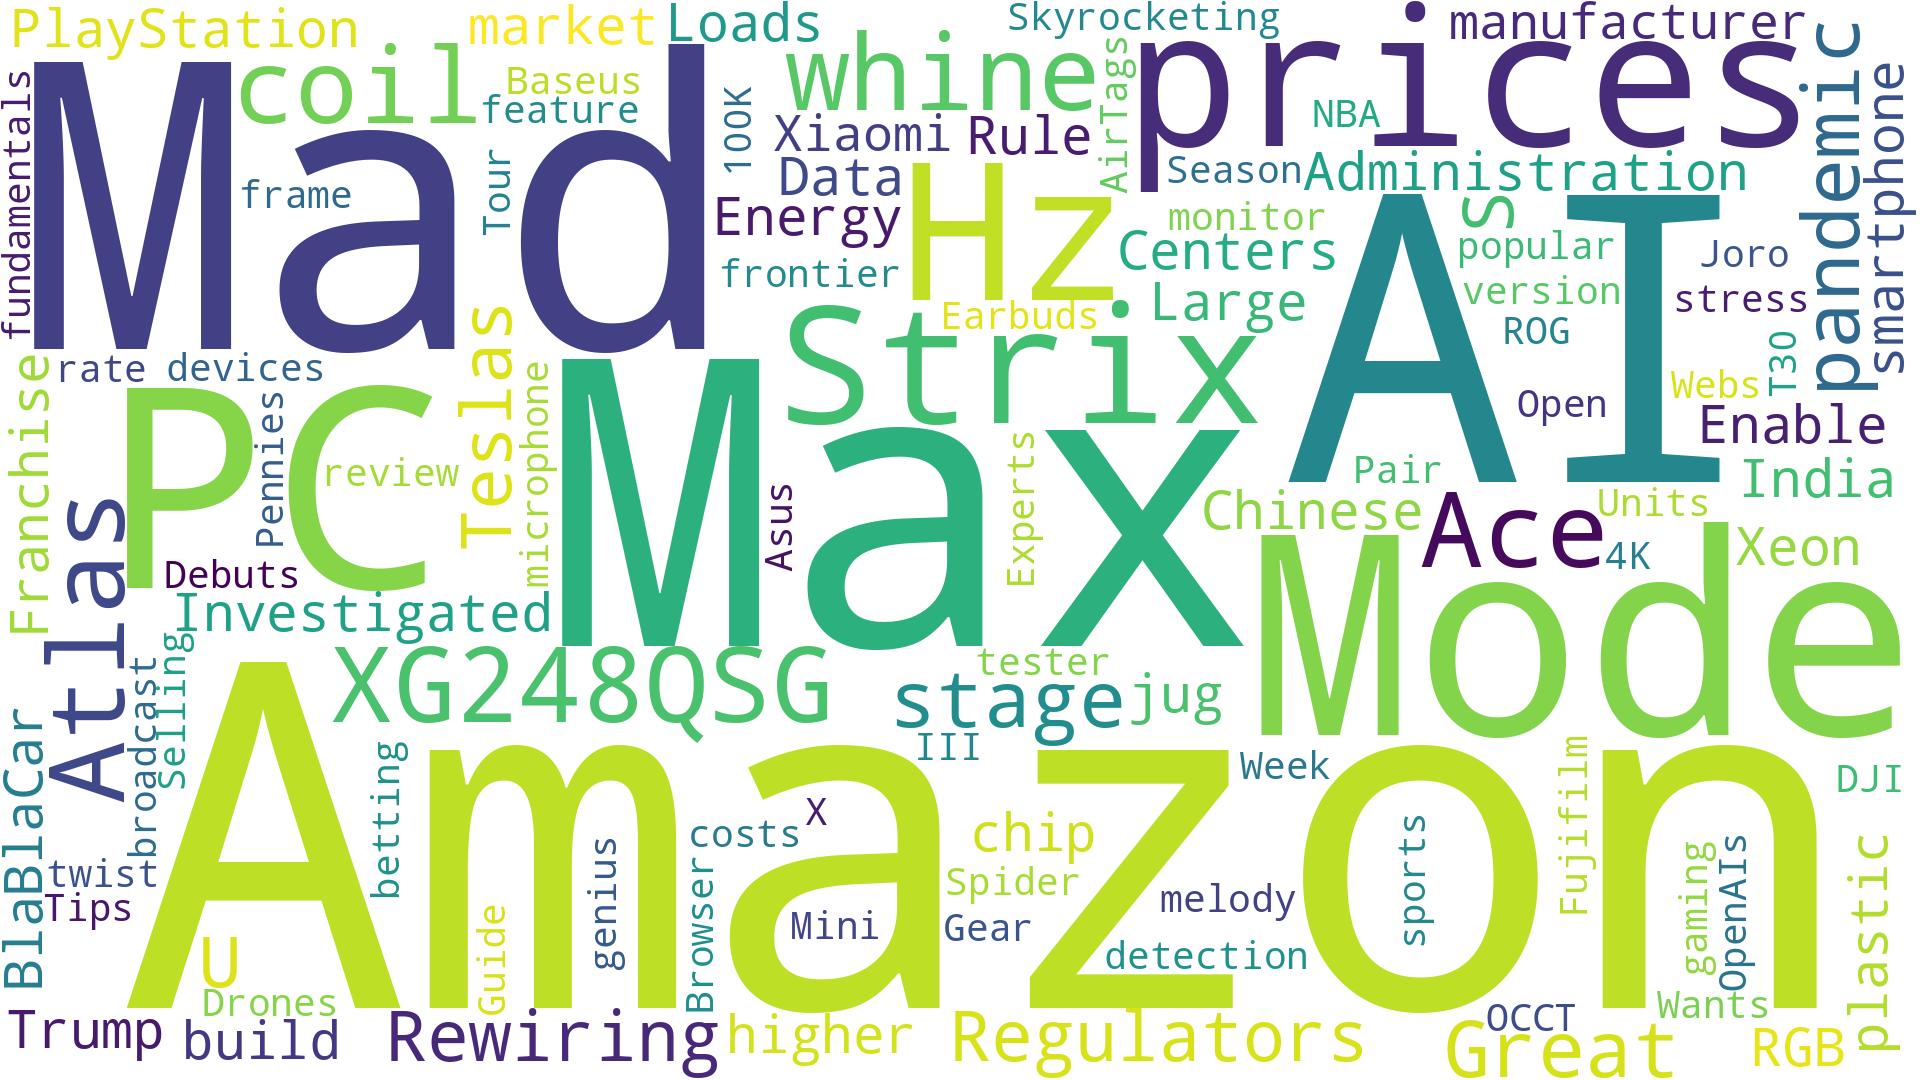 PlayStation
market
Loads
Skyrocketing
manufacturer
Mad
coil
Baseus
feature
whine
AirTags
prices
NBA
pandemic
smartphone
fundamentals
frame
Tour
100K
Xiaomi
Rule
Data
Season
Administration
Energy
Hz
monitor
S
popular
Joro
frontier
Centers
version
stress
Earbuds
Large
AI
ROG
T30
rate
devices
Teslas
Strix
Open
Webs
Franchise
PC
Pennies
review
microphone
Max
Asus
Experts
Pair
Enable
India
Chinese
Ace
Units
4K
Xeon
Atlas
Debuts
Investigated
Mode
XG248QSG
tester
stage
jug
III
Week
BlaBlaCar
broadcast
Selling
betting
Amazon
Fujifilm
DJI
twist
Tips
genius
costs
X
Browser
chip
Spider
Mini
Gear
melody
sports
detection
gaming
OpenAIs
plastic
U
Guide
Drones
Wants
Trump
build
Rewiring
higher
Regulators
OCCT
Great
RGB